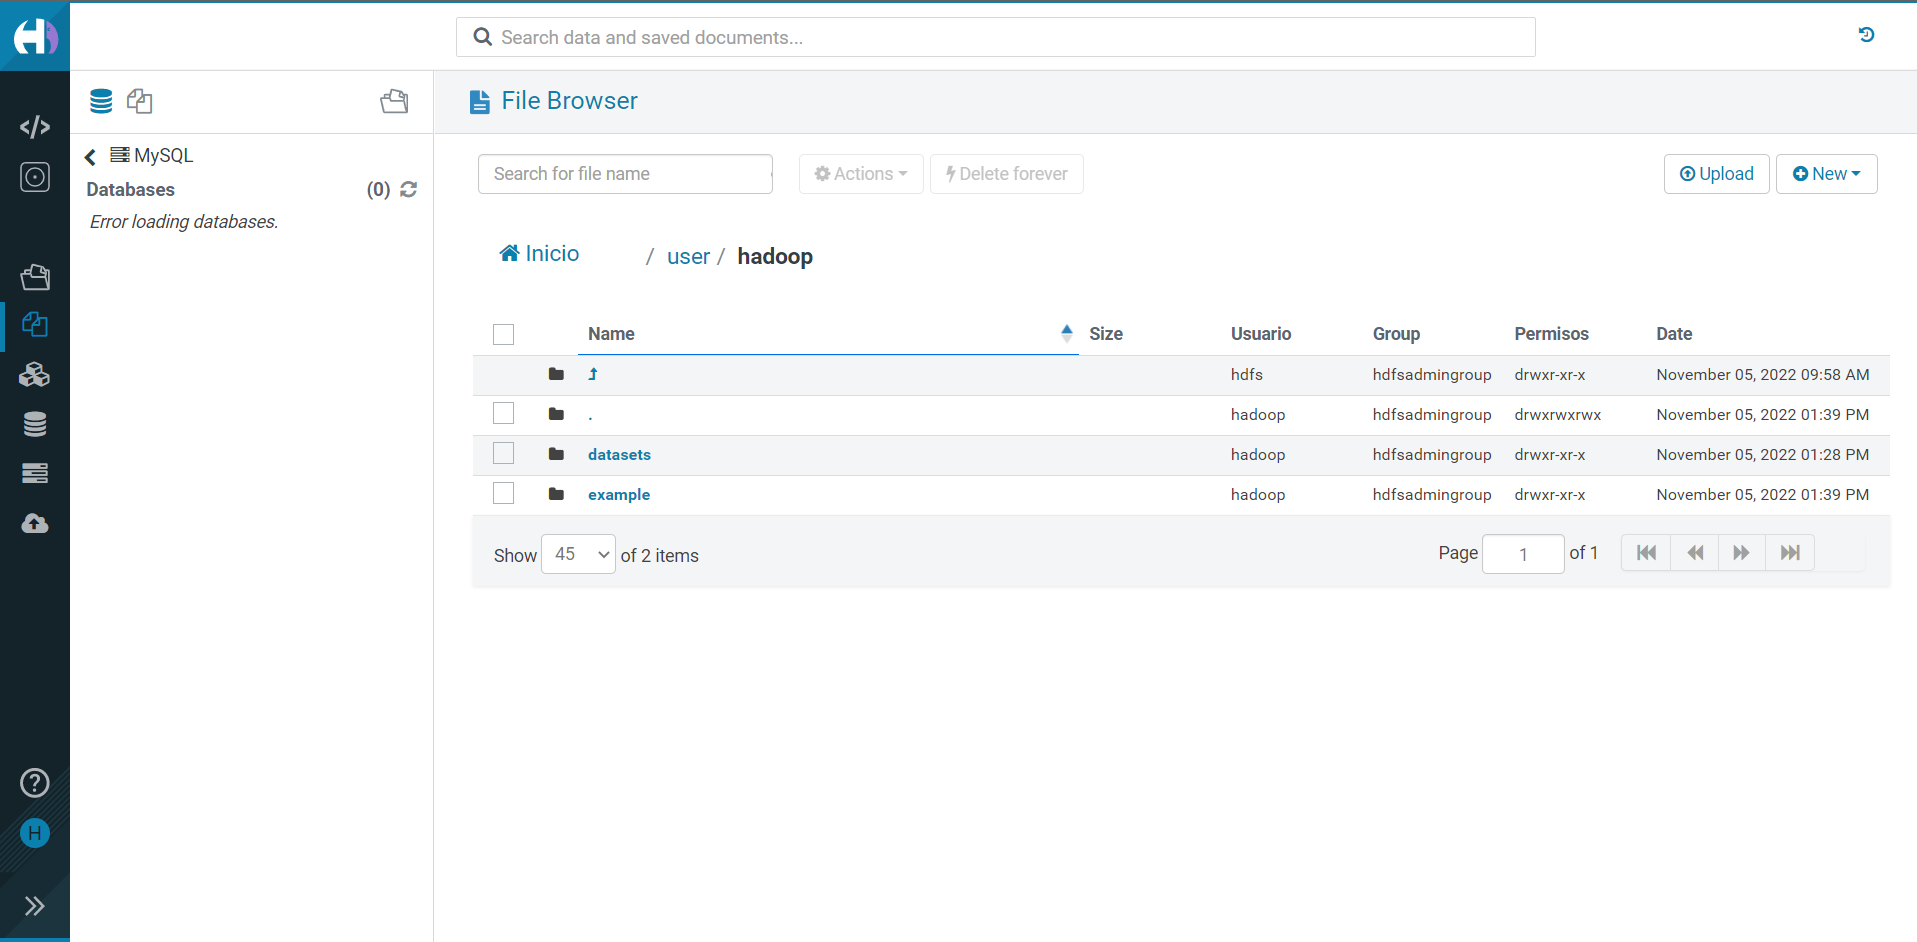 Search data and saved documents...
File Browser
MySQL
Databases (0)
Error loading databases.
Search for file name Actions Delete forever Upload New
Inicio / user / hadoop
Name Size Usuario Group Permisos Date
hdfs hdfsadmingroup drwxr-xr-x November 05, 2022 09:58 AM
. hadoop hdfsadmingroup drwxrwxrwx November 05, 2022 01:39 PM
datasets hadoop hdfsadmingroup drwxr-xr-x November 05, 2022 01:28 PM
example hadoop hdfsadmingroup drwxr-xr-x November 05, 2022 01:39 PM
Show 45 of 2 items Page 1 of 1
H